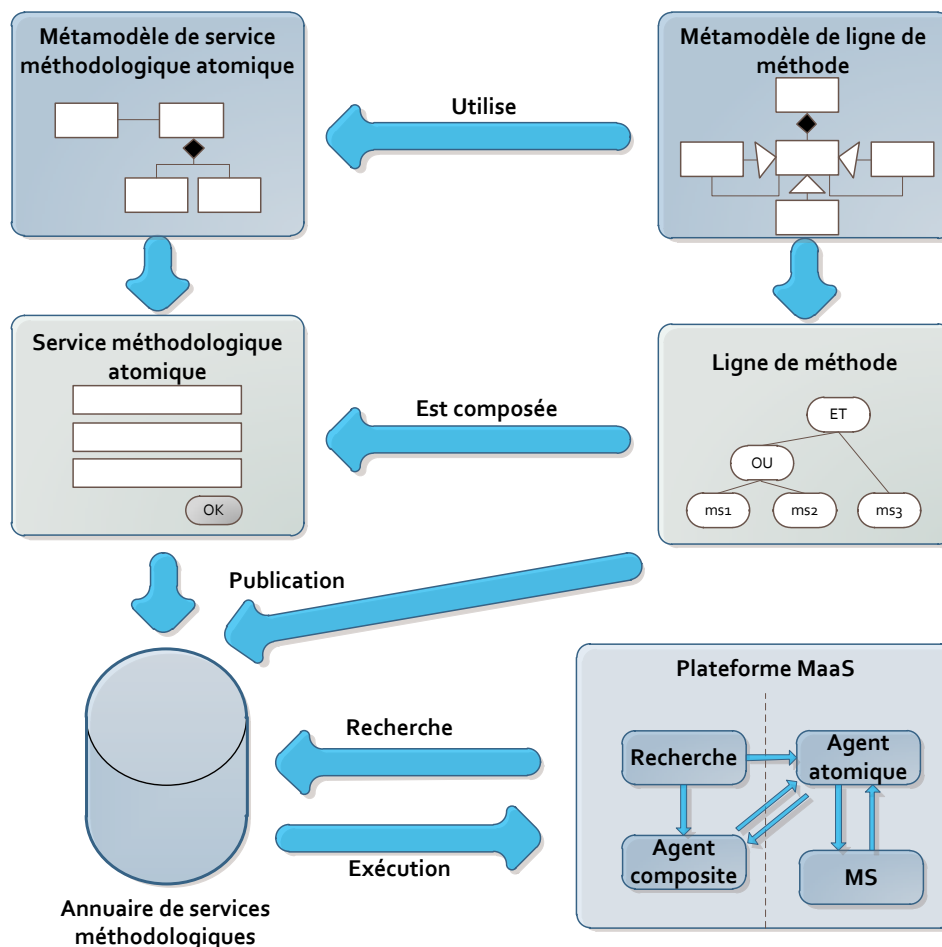 Métamodèle de service
méthodologique atomique
Métamodèle de ligne de
méthode
Utilise
Service méthodologique
atomique
OK
Est composée
Ligne de méthode
ET
OU
ms1
ms2
ms3
Publication
Annuaire de services
méthodologiques
Recherche
Exécution
Plateforme MaaS
Recherche
Agent
atomique
Agent
composite
MS